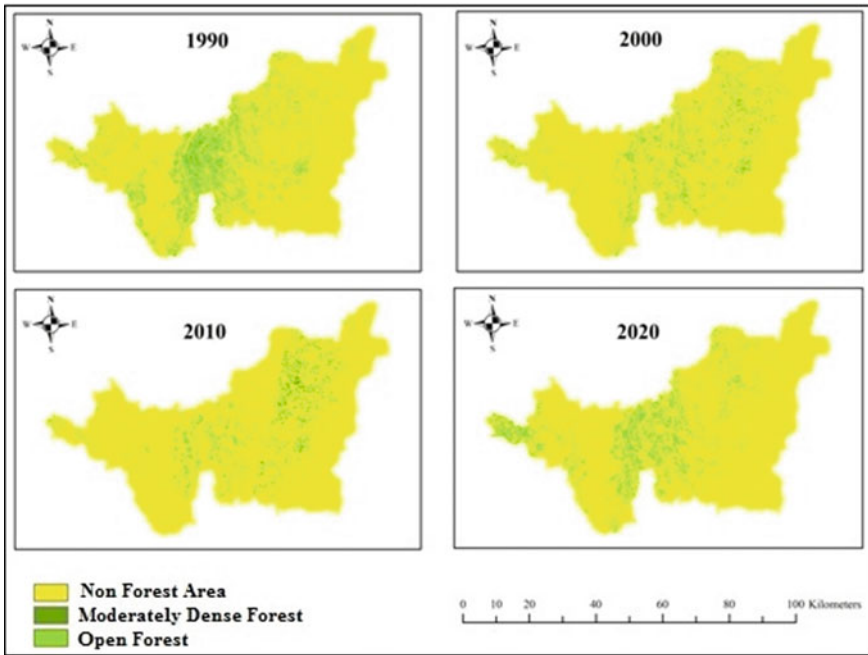 N
W E
S
1990
N
W E
S
2000
N
W E
S
2010
N
W E
S
2020
Non Forest Area
Moderately Dense Forest
Open Forest
0 10 20 40 60 80 100 Kilometers